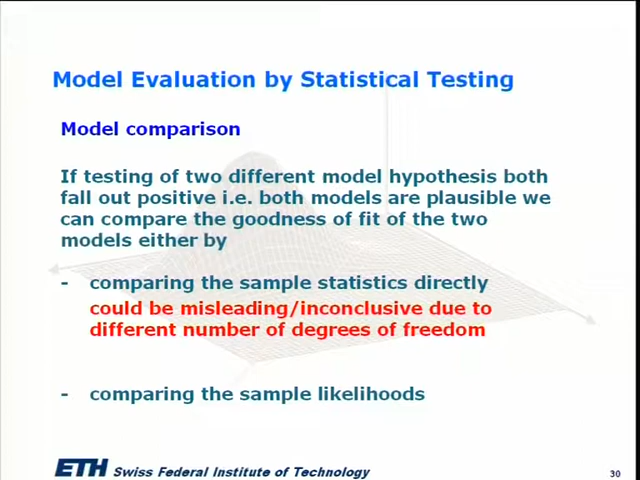 Model Evaluation by Statistical Testing
Model comparison
If testing of two different model hypothesis both
fall out positive i.e. both models are plausible we
can compare the goodness of fit of the two
models either by
- comparing the sample statistics directly
could be misleading/inconclusive due to
different number of degrees of freedom
- comparing the sample likelihoods
ETH Swiss Federal Institute of Technology
30